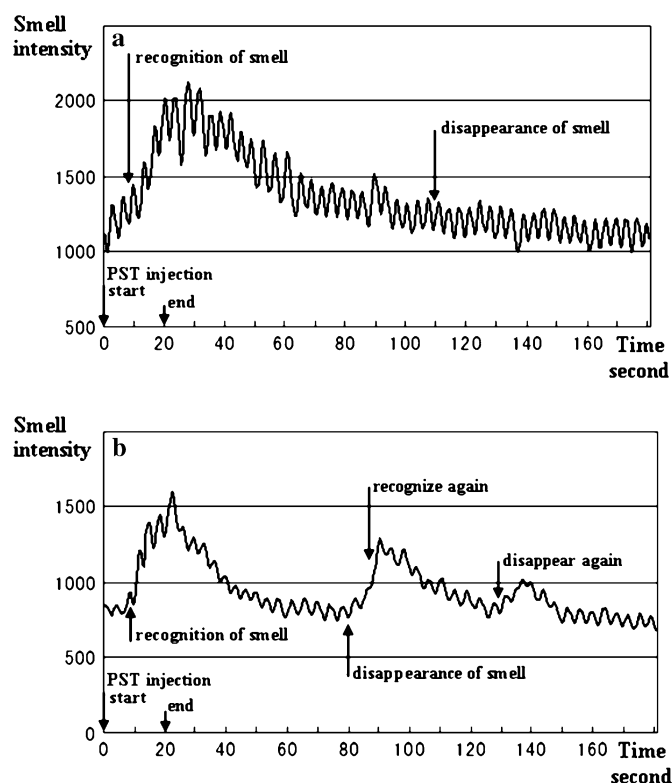 Smell
intensity
a
recognition of smell
2000
disappearance of smell
1500
1000
PST injection
start
end
500
0 20 40 60 80 100 120 140 160 Time
second
Smell
intensity
b
recognize again
1500
disappear again
1000
recognition of smell
500
disappearance of smell
PST injection
start
end
0
0 20 40 60 80 100 120 140 160 Time
second